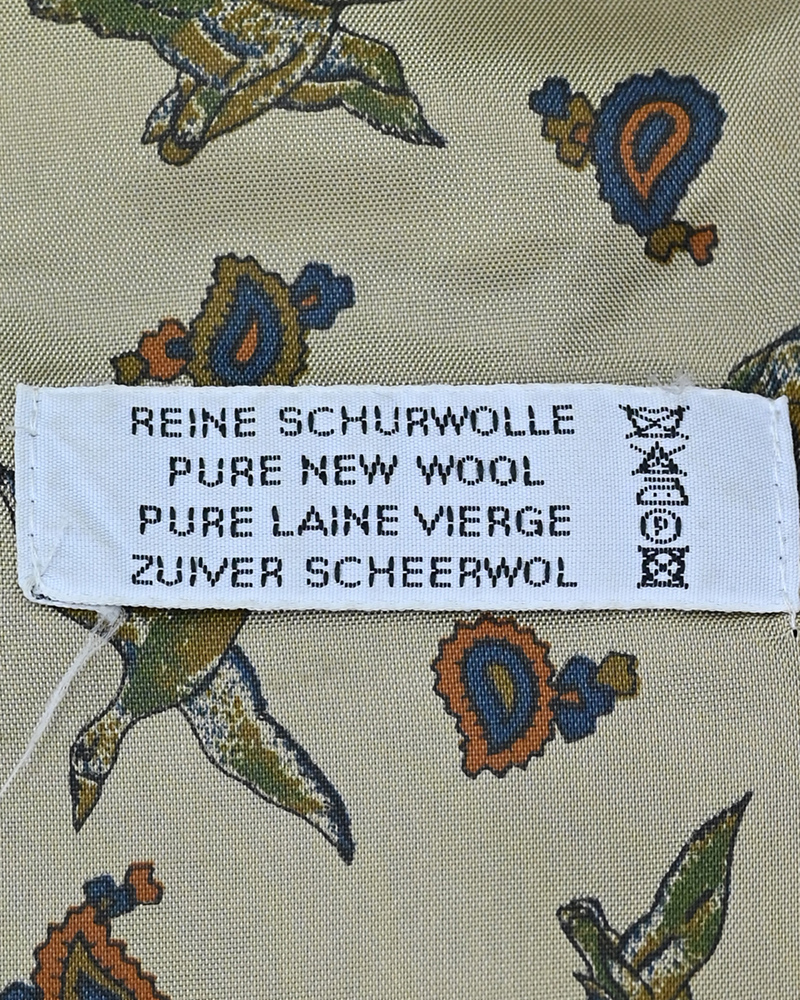 REINE SCHURWOLLE
PURE NEW WOOL
PURE LAINE VIERGE
ZUIVER SCHEERWOL
P